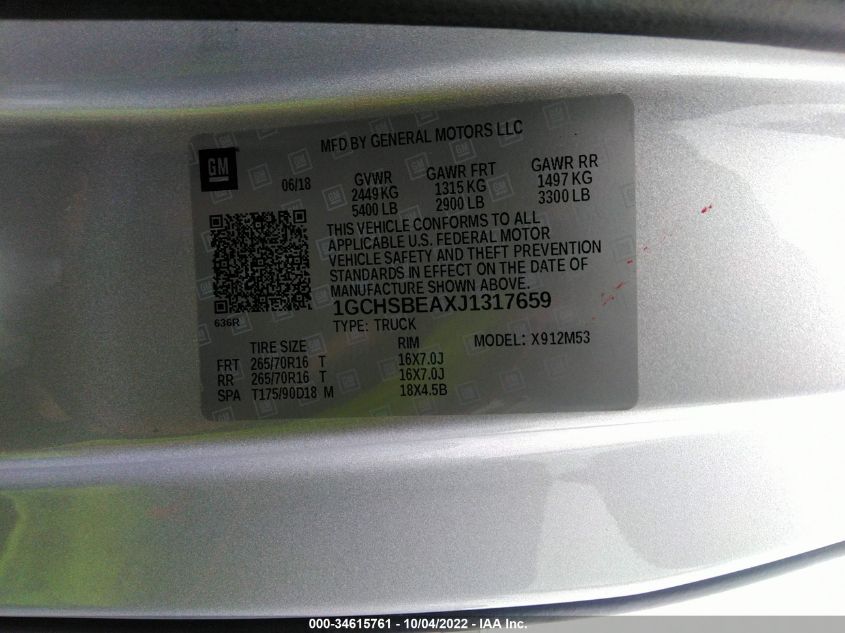 MFD BY GENERAL MOTORS LLC
GM
06/18 GVWR GAWR FRT GAWR RR
2449 KG 1315 KG 1497 KG
5400 LB 2900 LB 3300 LB
THIS VEHICLE CONFORMS TO ALL
APPLICABLE U.S. FEDERAL MOTOR
VEHICLE SAFETY AND THEFT PREVENTION
STANDARDS IN EFFECT ON THE DATE OF
MANUFACTURE SHOWN ABOVE.
1GCHSBEAXJ1317659
636R
TYPE: TRUCK
TIRE SIZE RIM MODEL: X912M53
FRT 265/70R16 T 16X7.0J
RR 265/70R16 T 16X7.0J
SPA T175/90D18 M 18X4.5B
000-34615761 - 10/04/2022 - IAA Inc.